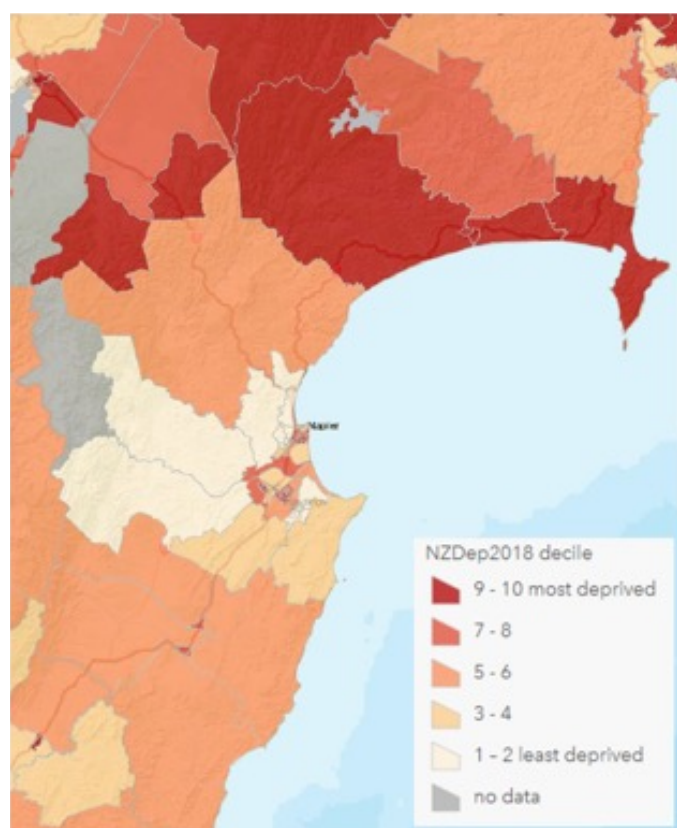 Napier
NZDep2018 decile
9 - 10 most deprived
7 - 8
5 - 6
3 - 4
1 - 2 least deprived
no data